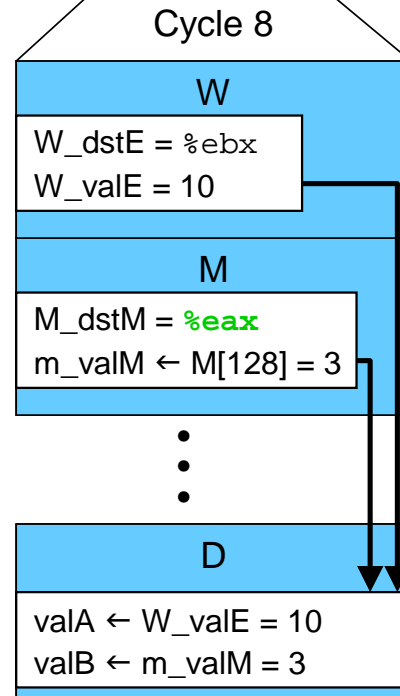 Cycle 8
W
W_dstE = %ebx
W_valE = 10
M
M_dstM = %eax
m_valM ← M[128] = 3
•
•
•
D
valA ← W_valE = 10
valB ← m_valM = 3